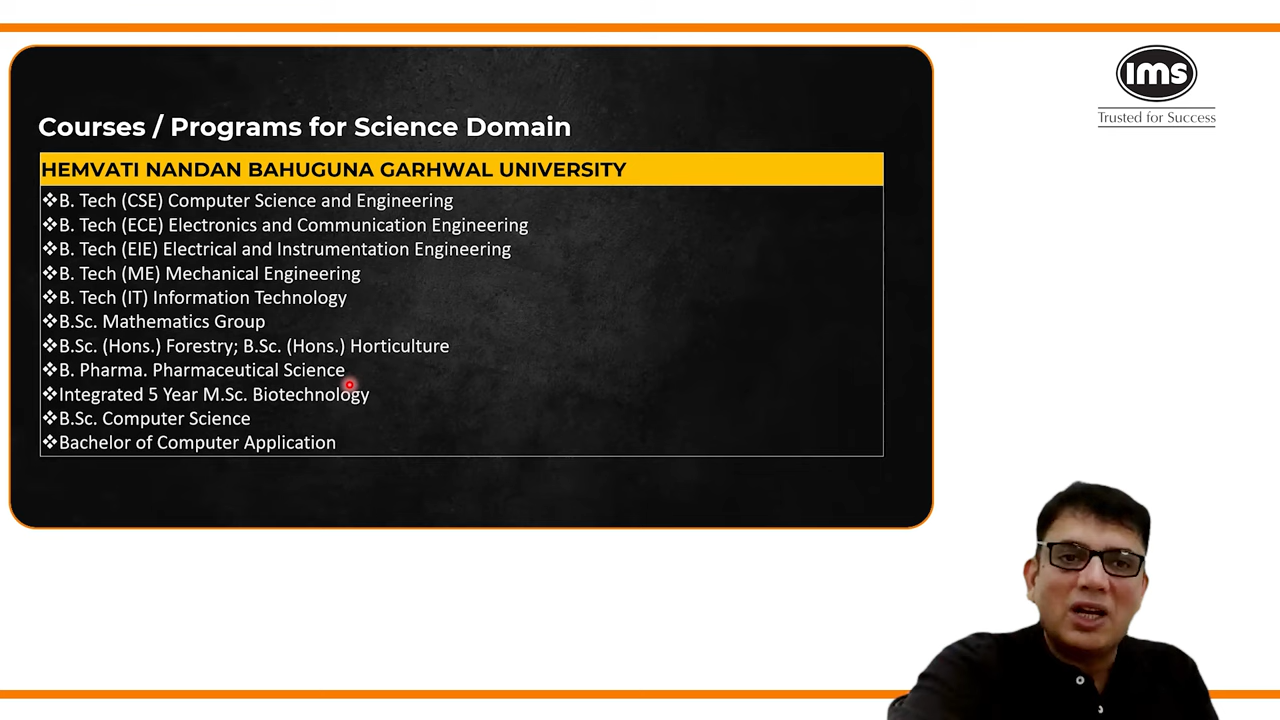 ims
Trusted for Success
Courses / Programs for Science Domain
HEMVATI NANDAN BAHUGUNA GARHWAL UNIVERSITY
❖B. Tech (CSE) Computer Science and Engineering
❖B. Tech (ECE) Electronics and Communication Engineering
❖B. Tech (EIE) Electrical and Instrumentation Engineering
❖B. Tech (ME) Mechanical Engineering
❖B. Tech (IT) Information Technology
❖B.Sc. Mathematics Group
❖B.Sc. (Hons.) Forestry; B.Sc. (Hons.) Horticulture
❖B. Pharma. Pharmaceutical Science
❖Integrated 5 Year M.Sc. Biotechnology
❖B.Sc. Computer Science
❖Bachelor of Computer Application